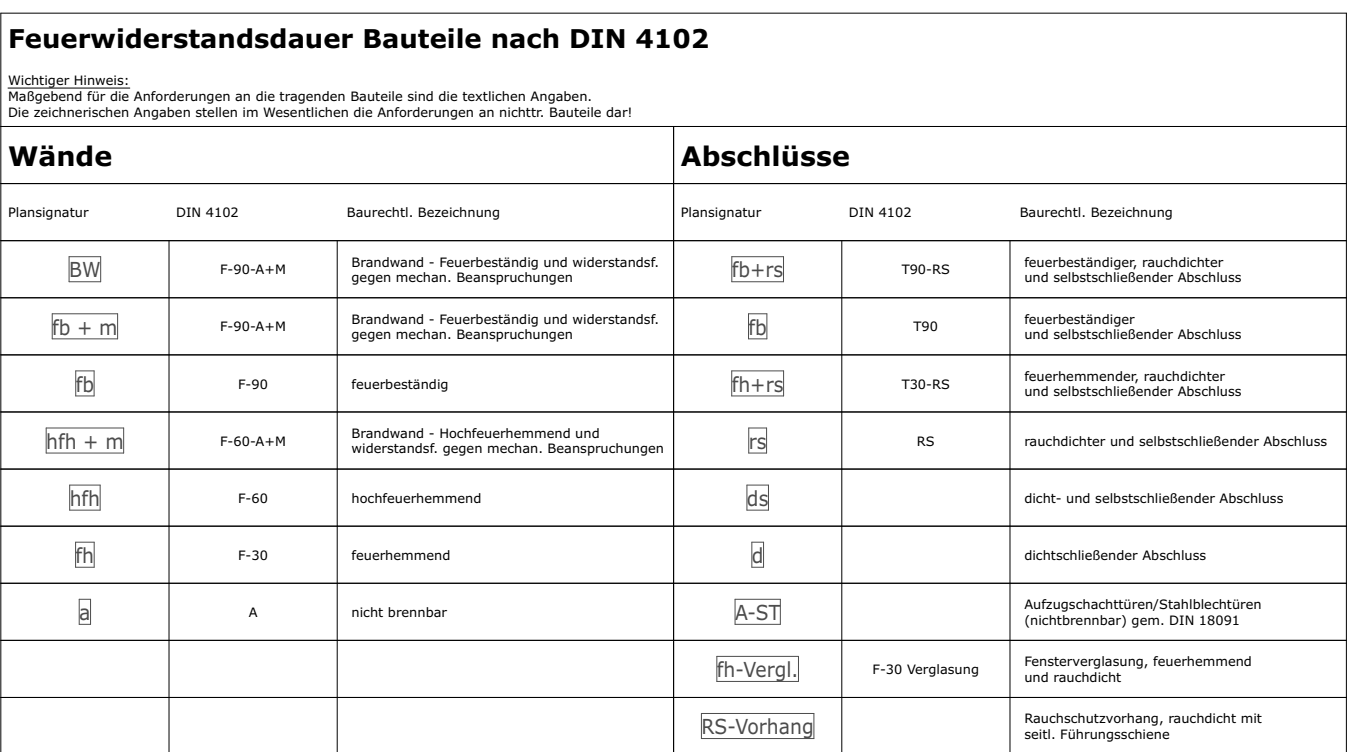 Feuerwiderstandsdauer Bauteile nach DIN 4102
Wichtiger Hinweis:
Maßgebend für die Anforderungen an die tragenden Bauteile sind die textlichen Angaben.
Die zeichnerischen Angaben stellen im Wesentlichen die Anforderungen an nichttr. Bauteile dar!
Wände
Plansignatur DIN 4102 Baurechtl. Bezeichnung
BW F-90-A+M Brandwand - Feuerbeständig und widerstandsf.
gegen mechan. Beanspruchungen
fb + m F-90-A+M Brandwand - Feuerbeständig und widerstandsf.
gegen mechan. Beanspruchungen
fb F-90 feuerbeständig
hfh + m F-60-A+M Brandwand - Hochfeuerhemmend und
widerstandsf. gegen mechan. Beanspruchungen
hfh F-60 hochfeuerhemmend
fh F-30 feuerhemmend
a A nicht brennbar
Abschlüsse
Plansignatur DIN 4102 Baurechtl. Bezeichnung
fb+rs T90-RS feuerbeständiger, rauchdichter
und selbstschließender Abschluss
fb T90 feuerbeständiger
und selbstschließender Abschluss
fh+rs T30-RS feuerhemmender, rauchdichter
und selbstschließender Abschluss
rs RS rauchdichter und selbstschließender Abschluss
ds dicht- und selbstschließender Abschluss
d dichtschließender Abschluss
A-ST Aufzugschachttüren/Stahlblechtüren
(nichtbrennbar) gem. DIN 18091
fh-Vergl. F-30 Verglasung Fensterverglasung, feuerhemmend
und rauchdicht
RS-Vorhang Rauchschutzvorhang, rauchdicht mit
seitl. Führungsschiene